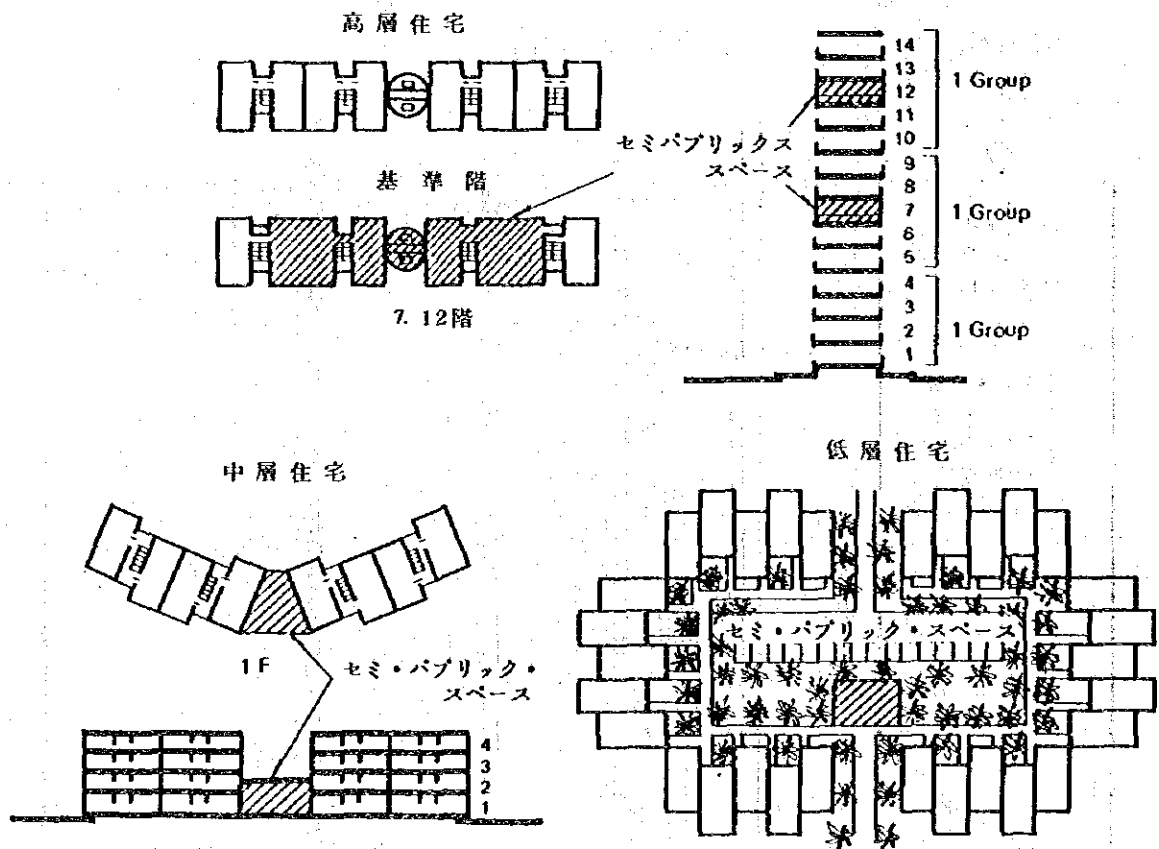 高層住宅
基準階
7. 12階
セミパブリックス
スペース
14
13
12
11
10
9
8
7
6
5
4
3
2
1
1 Group
1 Group
1 Group
中層住宅
1F
セミ・パブリック・
スペース
4
3
2
1
低層住宅
セミ・パブリック・スペース